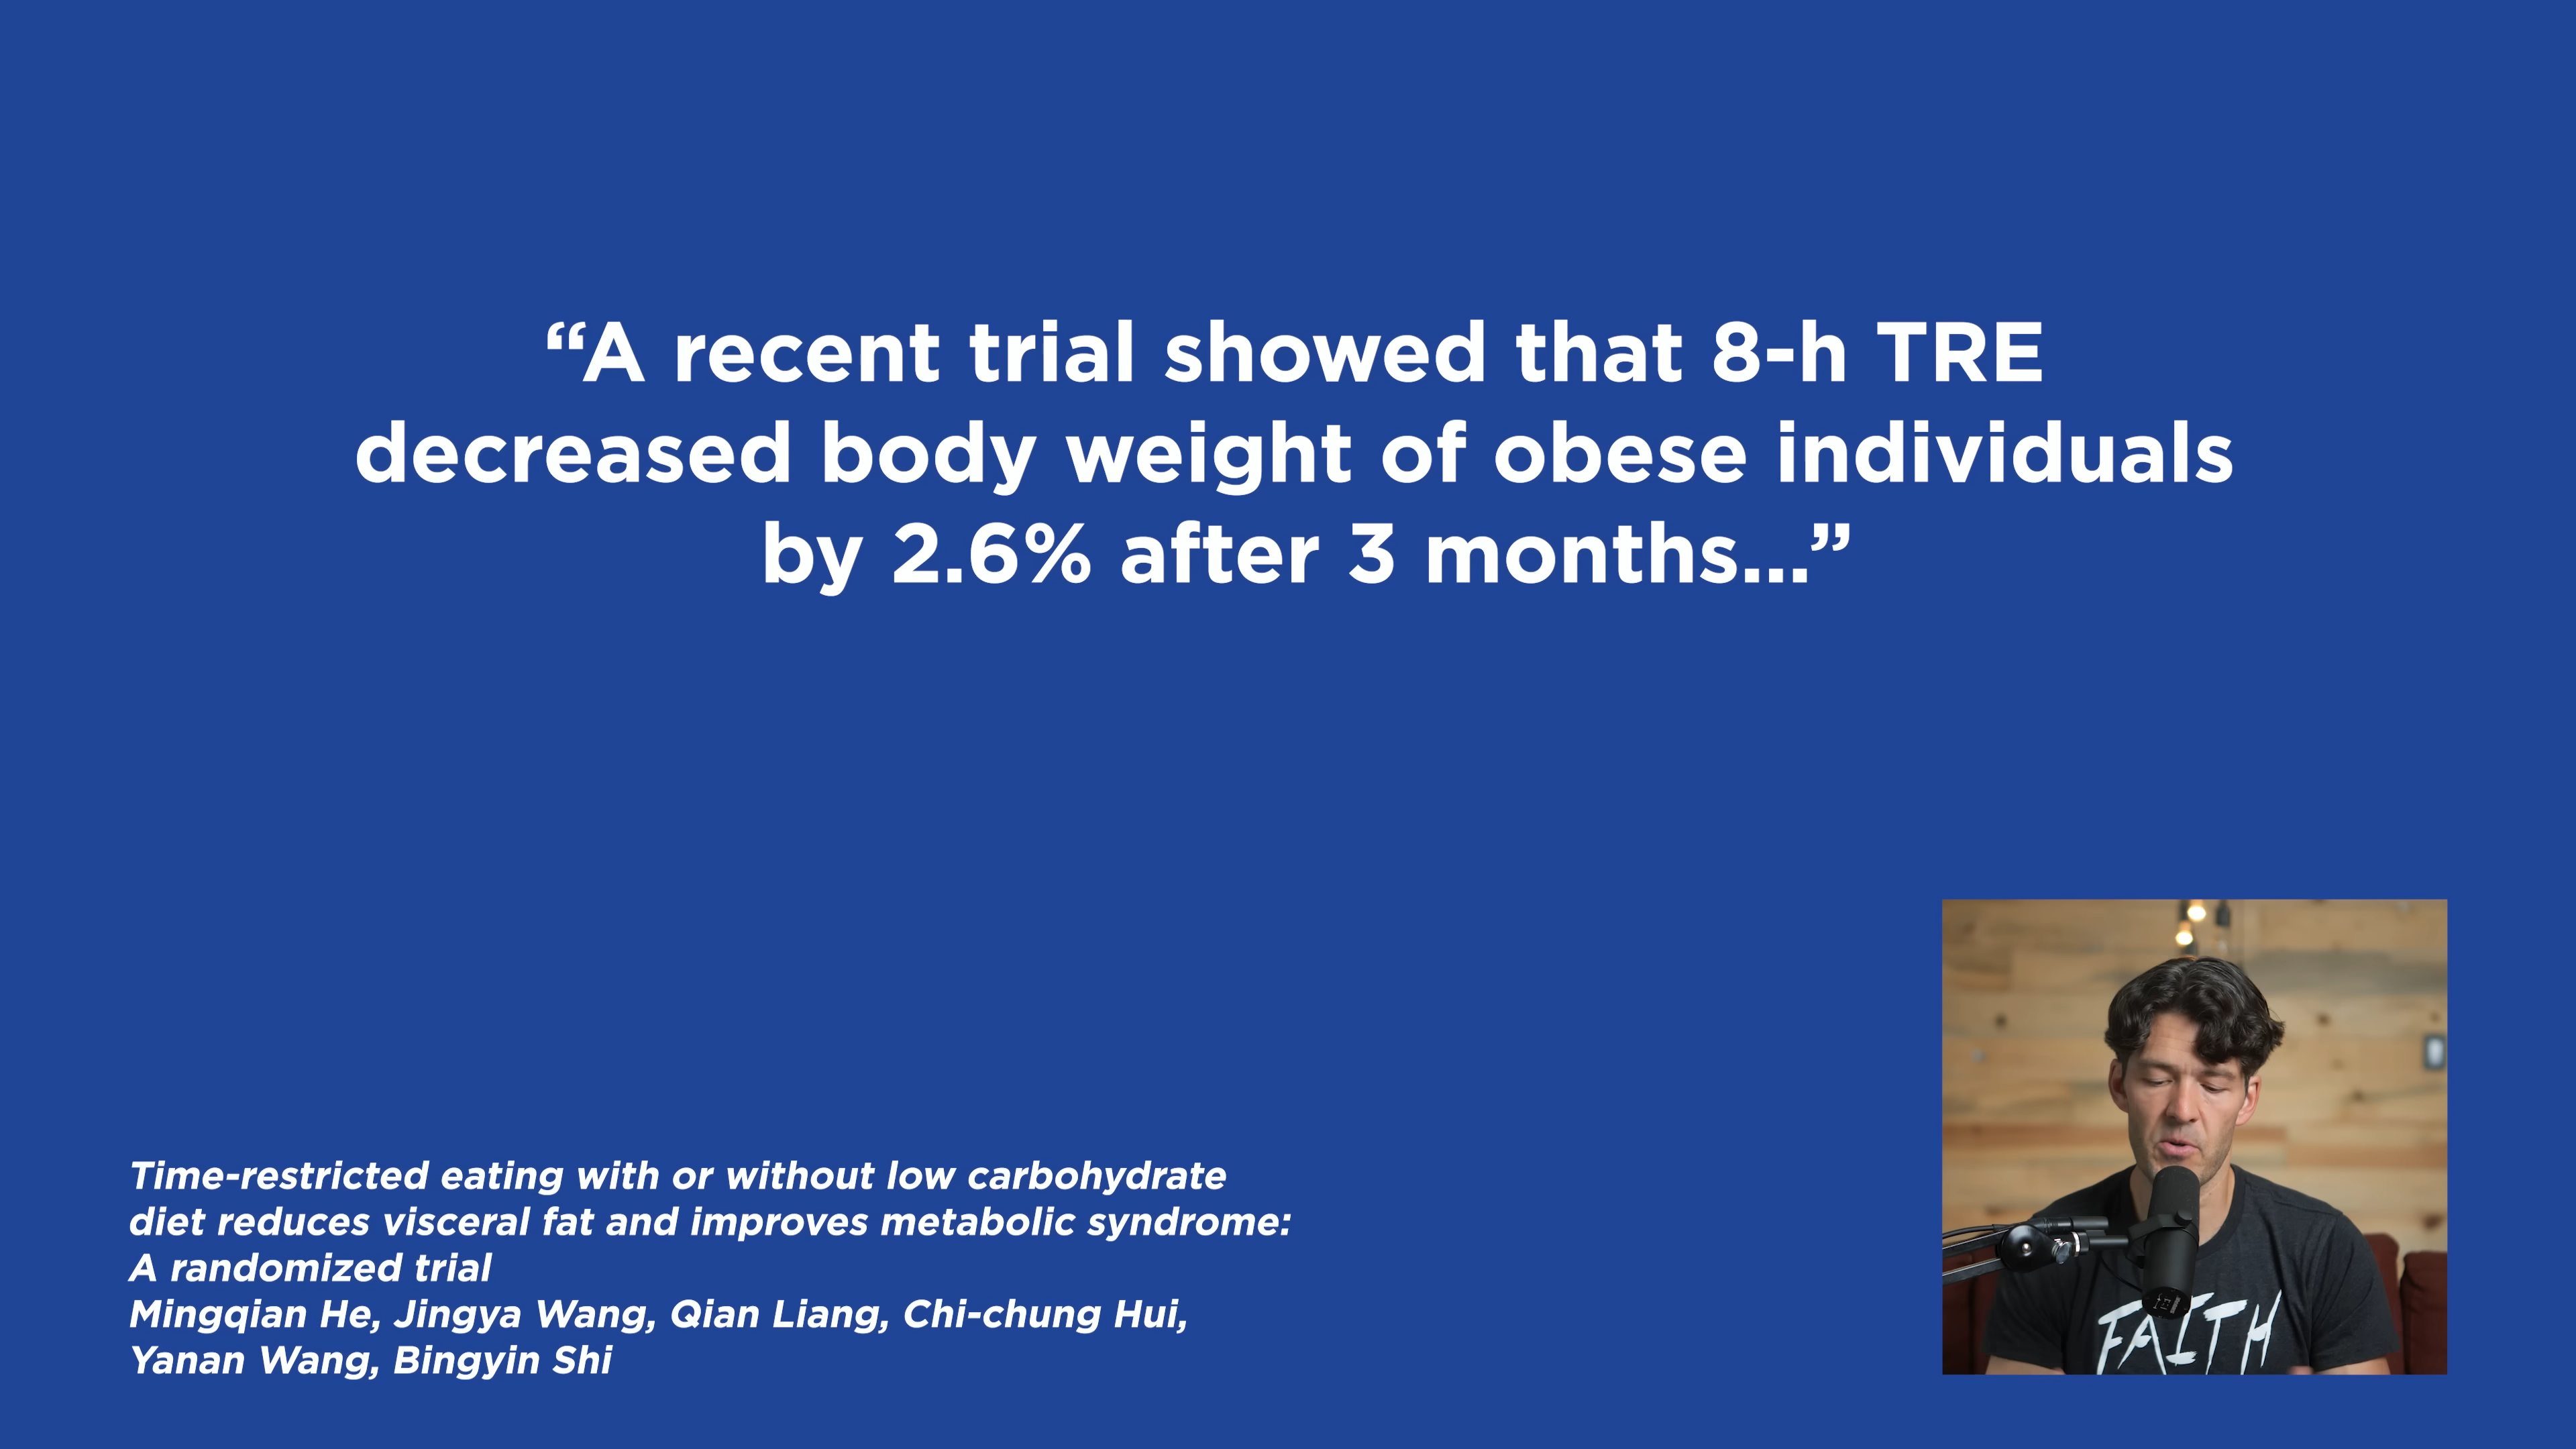 “A recent trial showed that 8-h TRE
decreased body weight of obese individuals
by 2.6% after 3 months...”
Time-restricted eating with or without low carbohydrate
diet reduces visceral fat and improves metabolic syndrome:
A randomized trial
Mingqian He, Jingya Wang, Qian Liang, Chi-chung Hui,
Yanan Wang, Bingyin Shi
FAITH